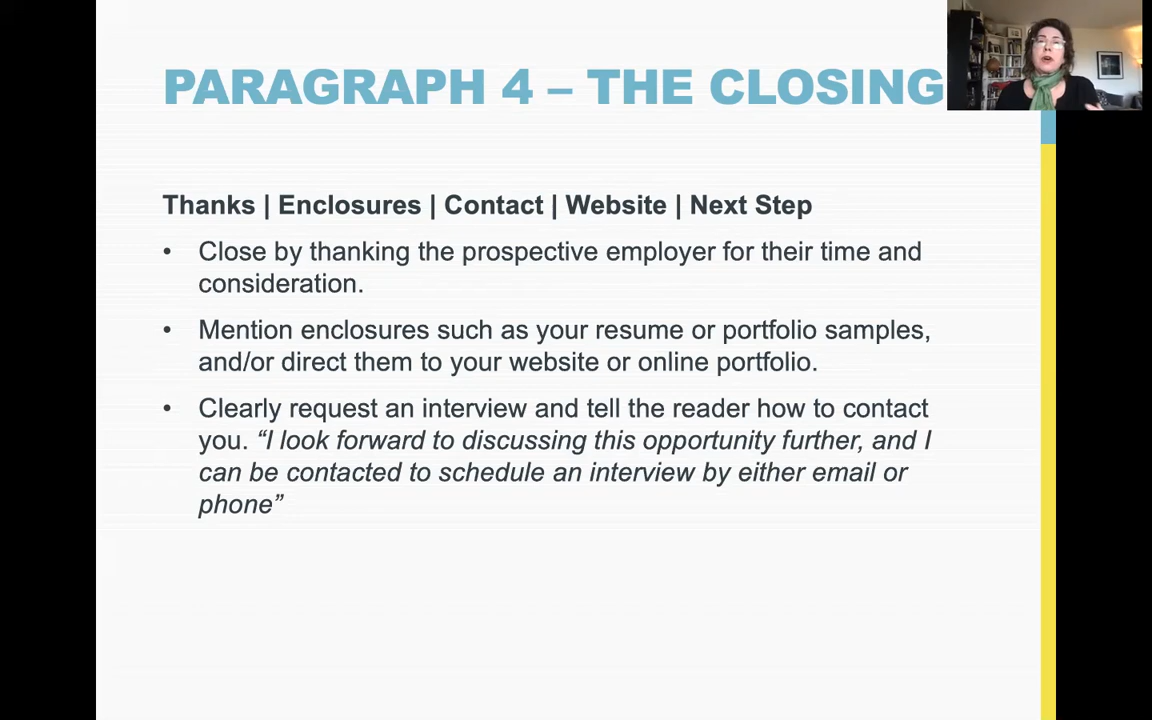 PARAGRAPH 4 – THE CLOSING
Thanks | Enclosures | Contact | Website | Next Step
• Close by thanking the prospective employer for their time and
consideration.
• Mention enclosures such as your resume or portfolio samples,
and/or direct them to your website or online portfolio.
• Clearly request an interview and tell the reader how to contact
you. “I look forward to discussing this opportunity further, and I
can be contacted to schedule an interview by either email or
phone”